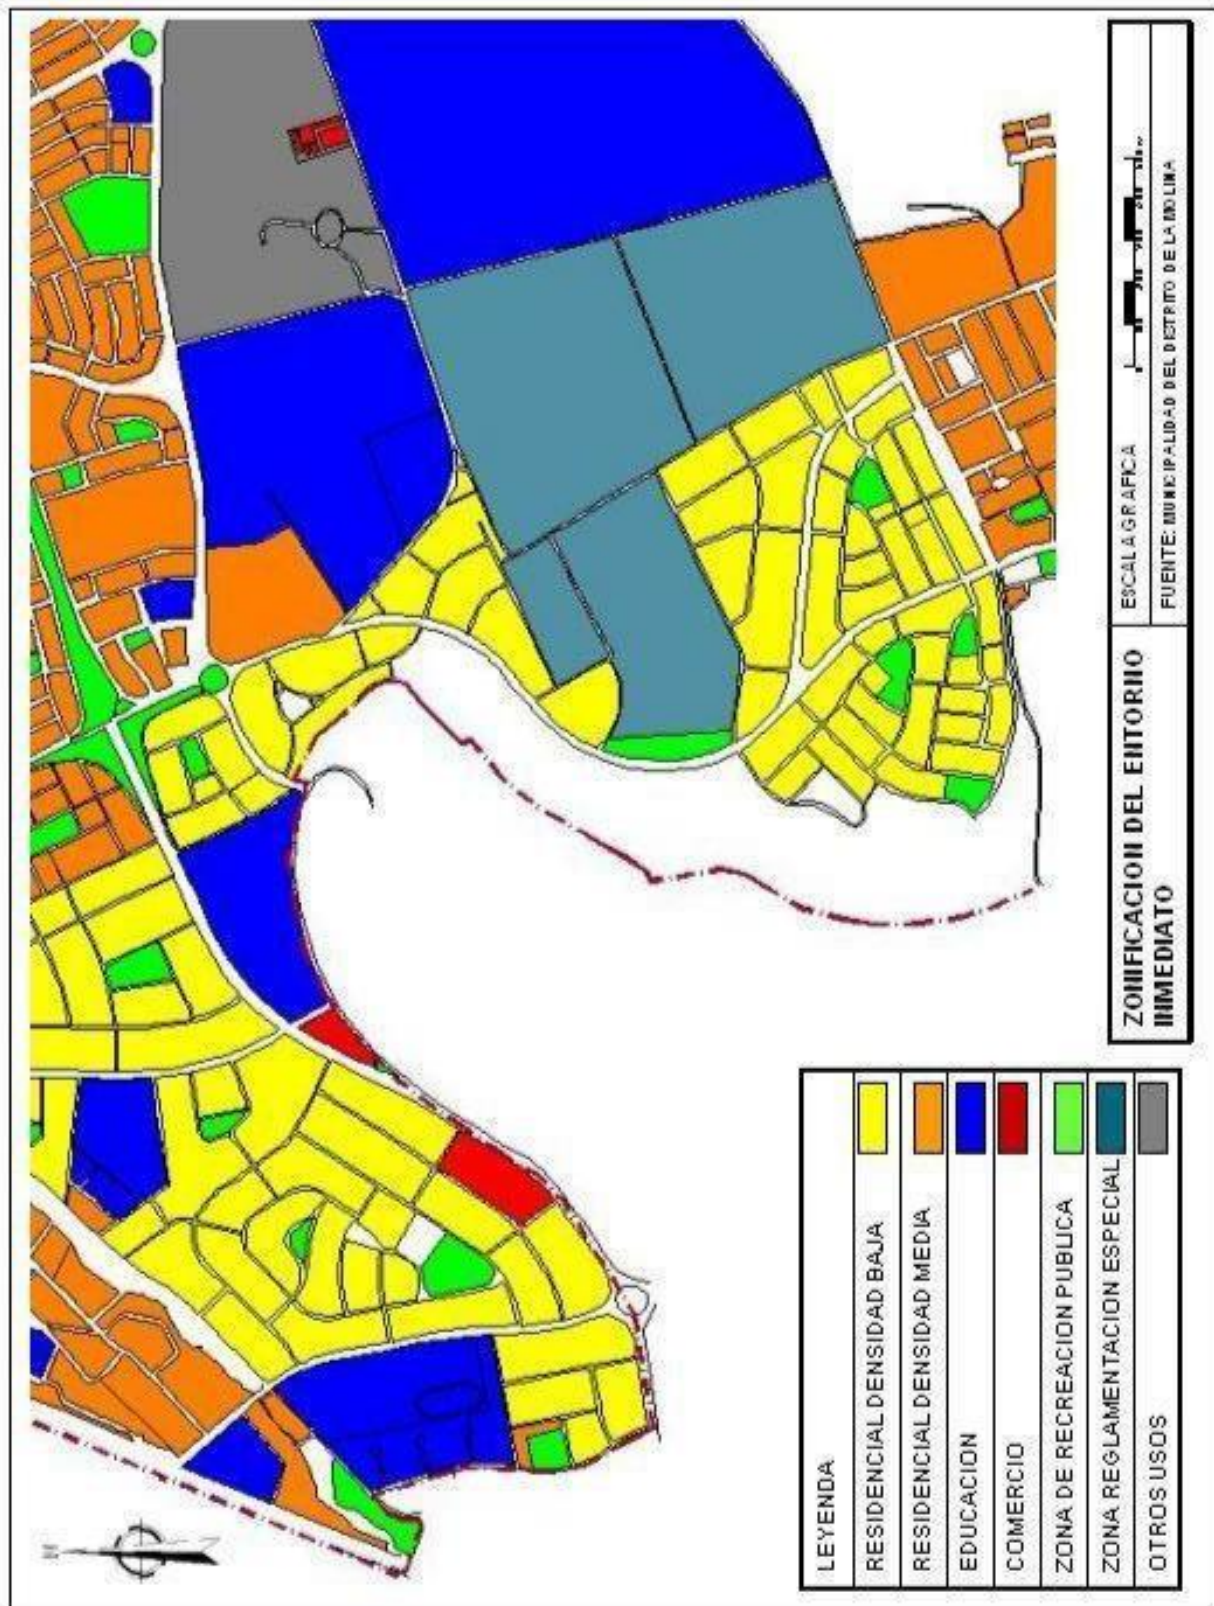 LEYENDA
RESIDENCIAL DENSIDAD BAJA
RESIDENCIAL DENSIDAD MEDIA
EDUCACION
COMERCIO
ZONA DE RECREACION PUBLICA
ZONA REGLAMENTACION ESPECIAL
OTROS USOS
ZONIFICACION DEL ENTORNO
INMEDIATO
ESCALA GRAFICA
FUENTE: MUNICIPALIDAD DEL DISTRITO DE LA MOLINA